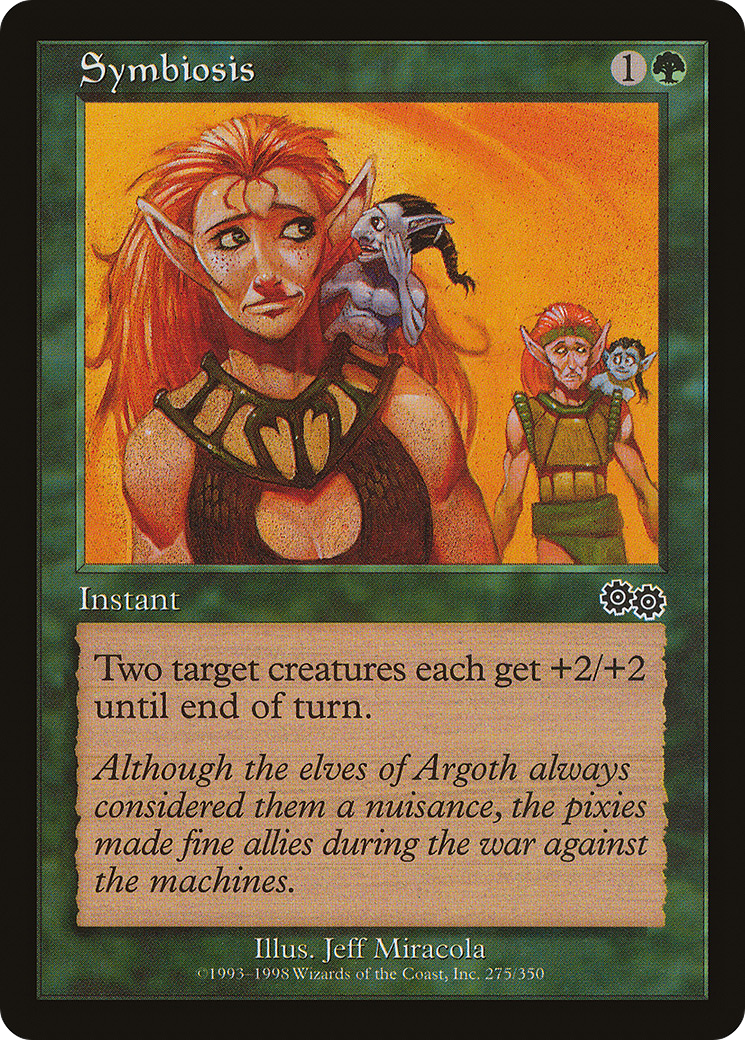 Symbiosis 1
Instant
Two target creatures each get +2/+2
until end of turn.
Although the elves of Argoth always
considered them a nuisance, the pixies
made fine allies during the war against
the machines.
Illus. Jeff Miracola
©1993–1998 Wizards of the Coast, Inc. 275/350